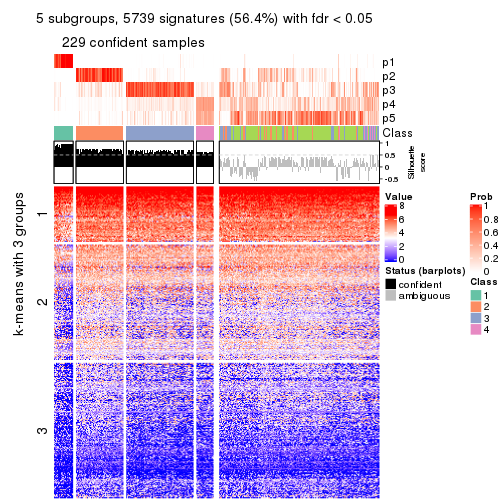 5 subgroups, 5739 signatures (56.4%) with fdr < 0.05
229 confident samples
p1
p2
p3
p4
p5
Class
1
0.5
0
-0.5
Silhouette
score
k-means with 3 groups
1
2
3
Value
8
6
4
2
0
Status (barplots)
confident
ambiguous
Prob
1
0.8
0.6
0.4
0.2
0
Class
1
2
3
4